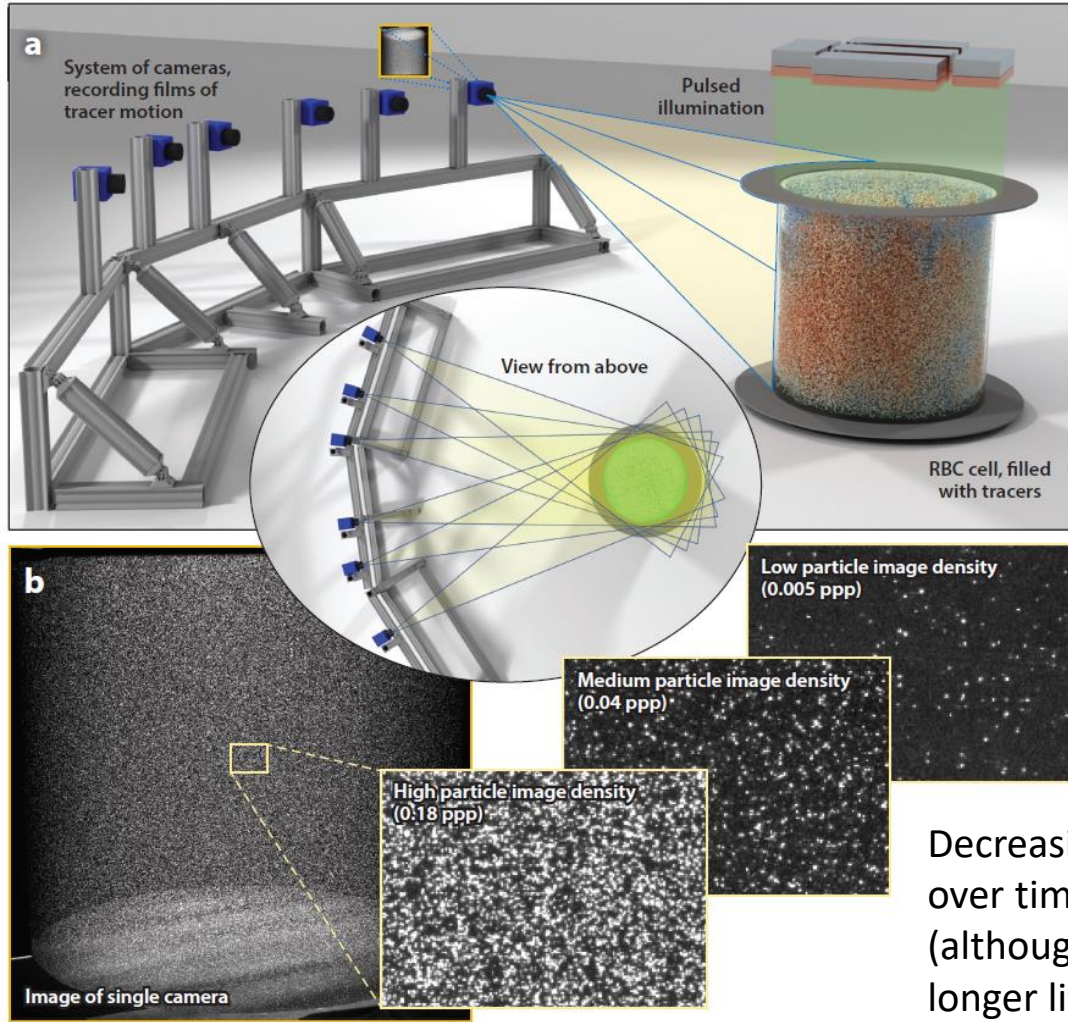 a
System of cameras,
recording films of
tracer motion
Pulsed
illumination
View from above
RBC cell, filled
with tracers
b
Image of single camera
High particle image density
(0.18 ppp)
Medium particle image density
(0.04 ppp)
Low particle image density
(0.005 ppp)
over tim
(althoug
longer li